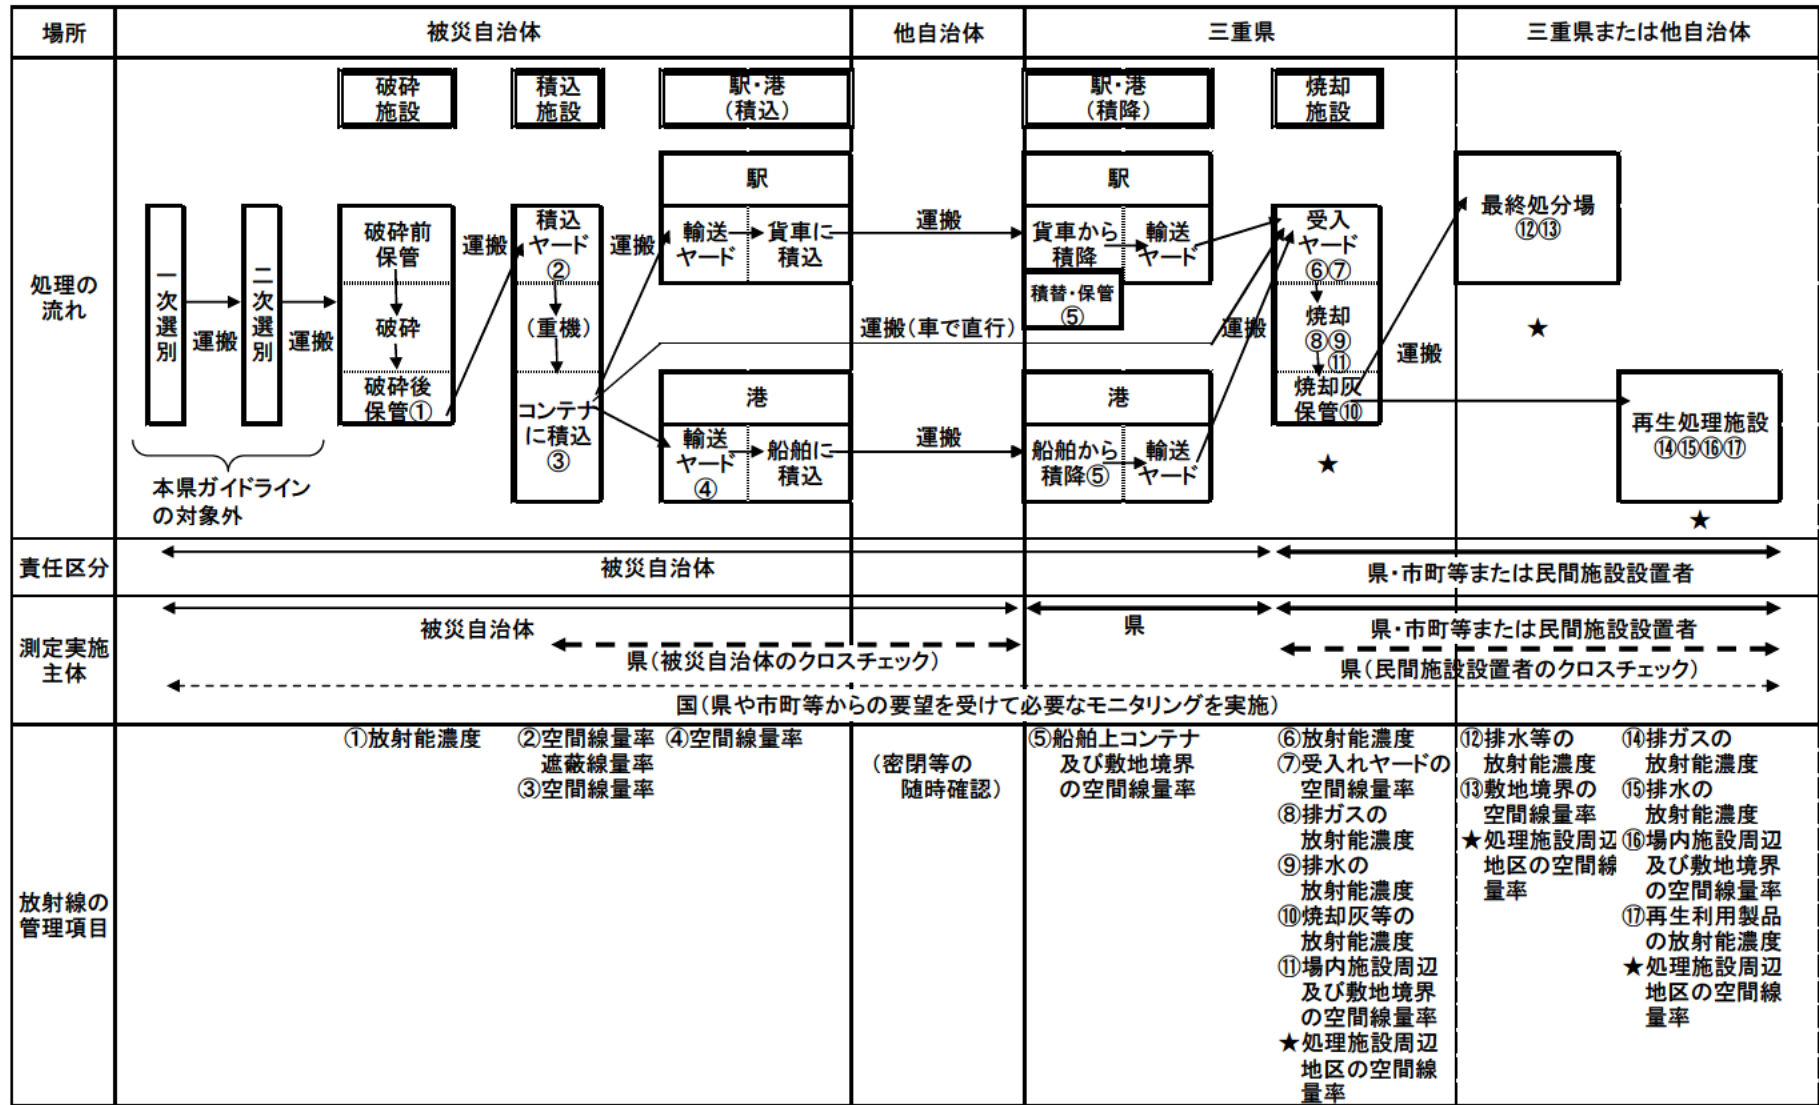 場所
被災自治体
他自治体
三重県
三重県または他自治体
処理の
流れ
破砕
施設
積込
施設
駅・港
(積込)
駅・港
(積降)
焼却
施設
一次選別
運搬
二次選別
運搬
本県ガイドライン
の対象外
破砕前
保管
破砕
破砕後
保管①
運搬
積込
ヤード
②
(重機)
コンテナ
に積込
③
運搬
駅
輸送
ヤード
貨車に
積込
港
輸送
ヤード
④
船舶に
積込
運搬
運搬(車で直行)
運搬
駅
貨車から
積降
輸送
ヤード
積替・保管
⑤
港
船舶から
積降⑤
輸送
ヤード
運搬
受入
ヤード
⑥⑦
焼却
⑧⑨
⑪
焼却灰
保管⑩
★
運搬
最終処分場
⑫⑬
★
再生処理施設
⑭⑮⑯⑰
★
責任区分
被災自治体
県・市町等または民間施設設置者
測定実施
主体
被災自治体
県
県・市町等または民間施設設置者
県(被災自治体のクロスチェック)
県(民間施設設置者のクロスチェック)
国(県や市町等からの要望を受けて必要なモニタリングを実施)
放射線の
管理項目
①放射能濃度
②空間線量率
遮蔽線量率
③空間線量率
④空間線量率
(密閉等の
随時確認)
⑤船舶上コンテナ
及び敷地境界
の空間線量率
⑥放射能濃度
⑦受入れヤードの
空間線量率
⑧排ガスの
放射能濃度
⑨排水の
放射能濃度
⑩焼却灰等の
放射能濃度
⑪場内施設周辺
及び敷地境界
の空間線量率
★処理施設周辺
地区の空間線
量率
⑫排水等の
放射能濃度
⑬敷地境界の
空間線量率
★処理施設周辺
地区の空間線
量率
⑭排ガスの
放射能濃度
⑮排水の
放射能濃度
⑯場内施設周辺
及び敷地境界
の空間線量率
⑰再生利用製品
の放射能濃度
★処理施設周辺
地区の空間線
量率